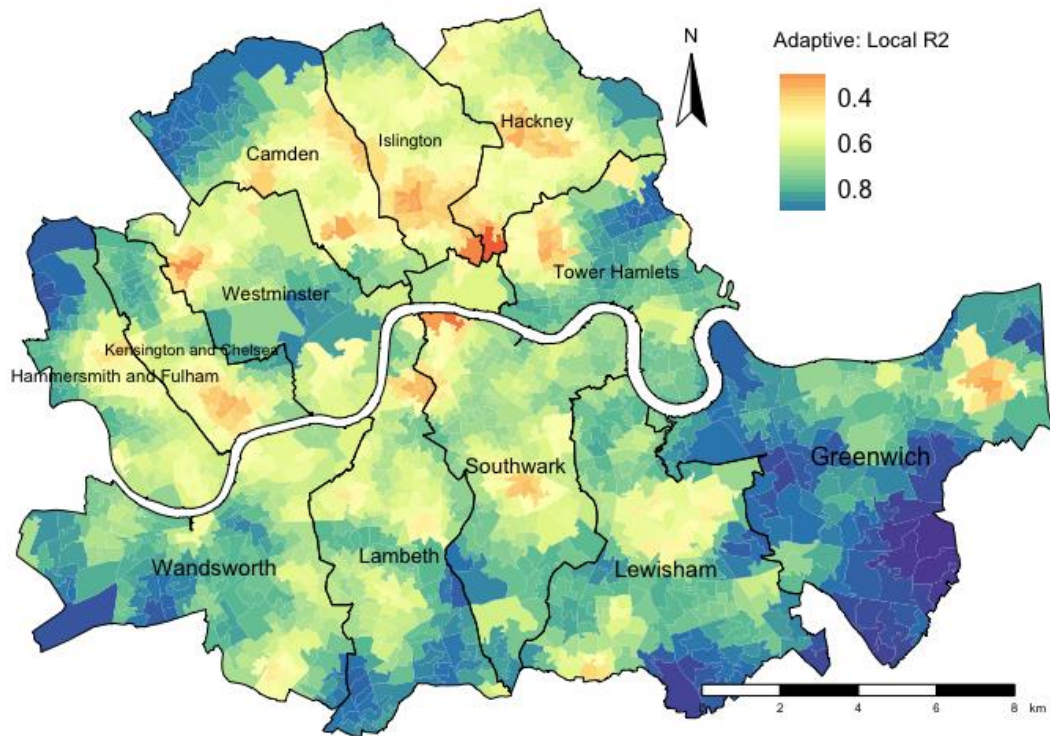 N
Adaptive: Local R2
0.4
0.6
0.8
Hackney
Islington
Camden
Tower Hamlets
Westminster
Kensington and Chelsea
Hammersmith and Fulham
Greenwich
Southwark
Lambeth
Wandsworth
Lewisham
0 2 4 6 8 km